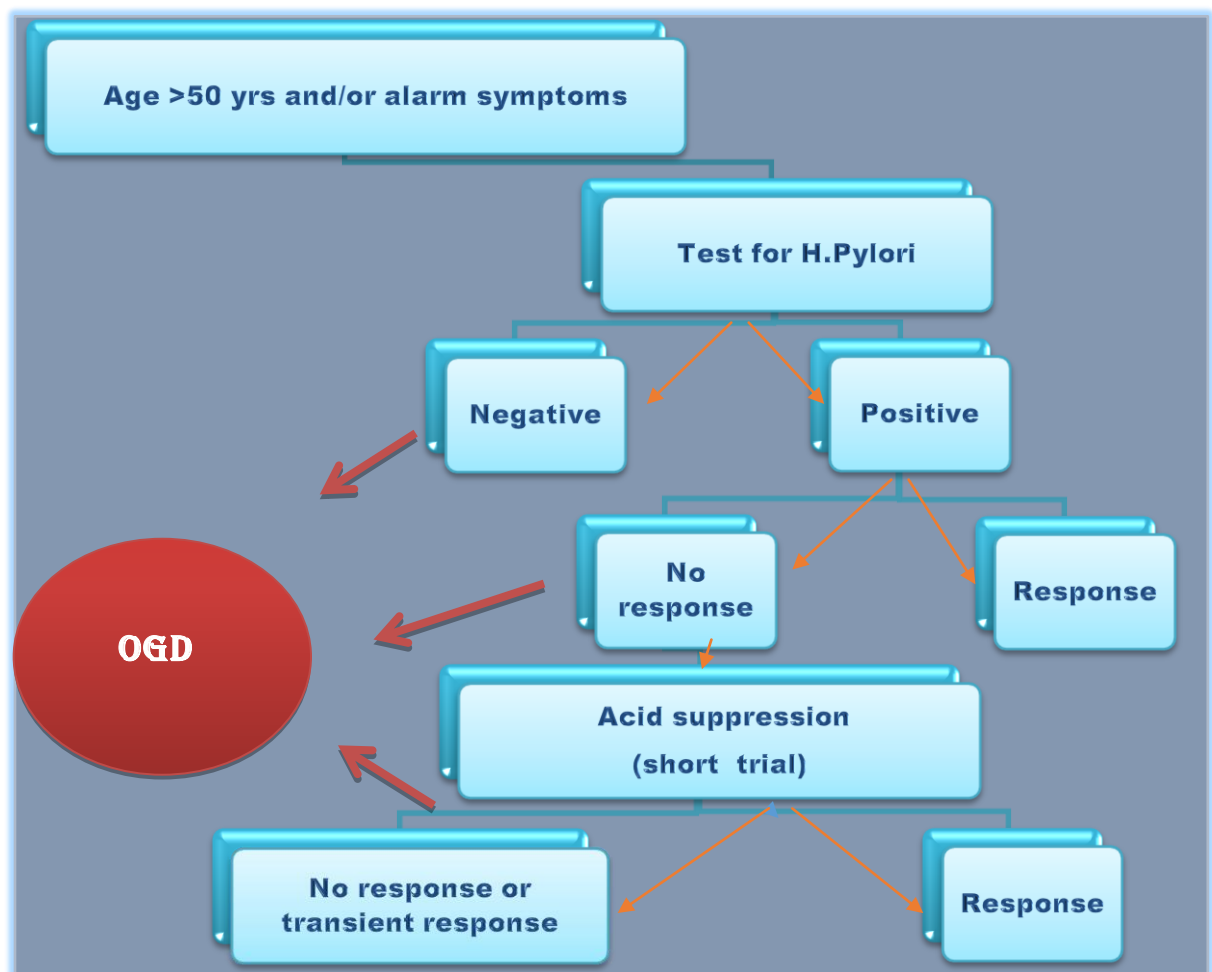 Age >50 yrs and/or alarm symptoms
Test for H.Pylori
Negative
Positive
No
response
Response
OGD
Acid suppression
(short trial)
No response or
transient response
Response